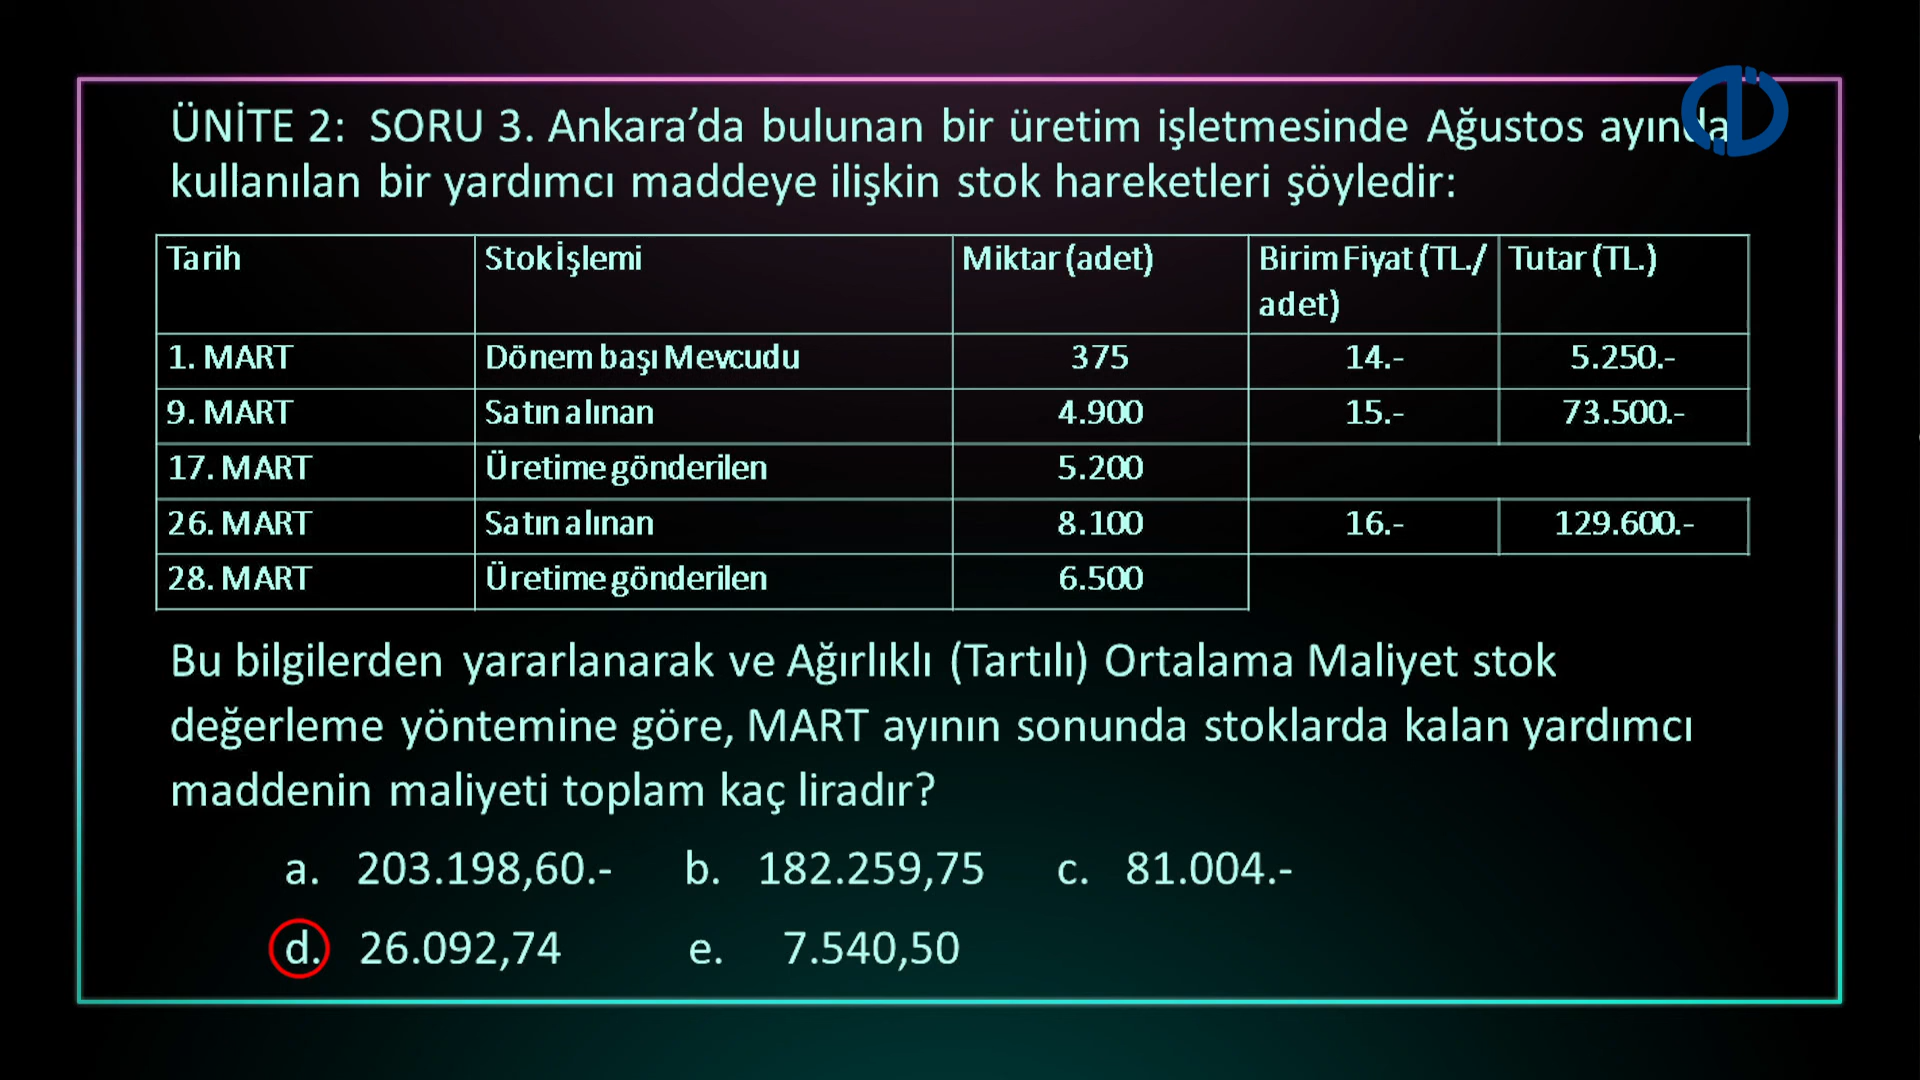 ÜNİTE 2: SORU 3. Ankara’da bulunan bir üretim işletmesinde Ağustos ayında
kullanılan bir yardımcı maddeye ilişkin stok hareketleri şöyledir:
Tarih Stok İşlemi Miktar (adet) Birim Fiyat (TL./ adet) Tutar (TL.)
1. MART Dönem başı Mevcudu 375 14.- 5.250.-
9. MART Satın alınan 4.900 15.- 73.500.-
17. MART Üretime gönderilen 5.200
26. MART Satın alınan 8.100 16.- 129.600.-
28. MART Üretime gönderilen 6.500
Bu bilgilerden yararlanarak ve Ağırlıklı (Tartılı) Ortalama Maliyet stok
değerleme yöntemine göre, MART ayının sonunda stoklarda kalan yardımcı
maddenin maliyeti toplam kaç liradır?
a. 203.198,60.- b. 182.259,75 c. 81.004.-
d. 26.092,74 e. 7.540,50